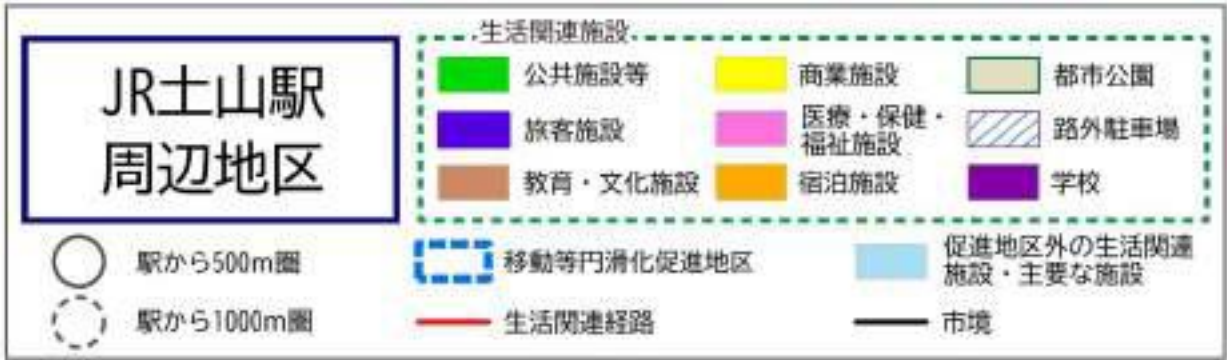 JR土山駅
周辺地区
生活関連施設
公共施設等
商業施設
都市公園
旅客施設
医療・保健・
福祉施設
路外駐車場
教育・文化施設
宿泊施設
学校
駅から500m圏
移動等円滑化促進地区
促進地区外の生活関連
施設・主要な施設
駅から1000m圏
生活関連経路
市境